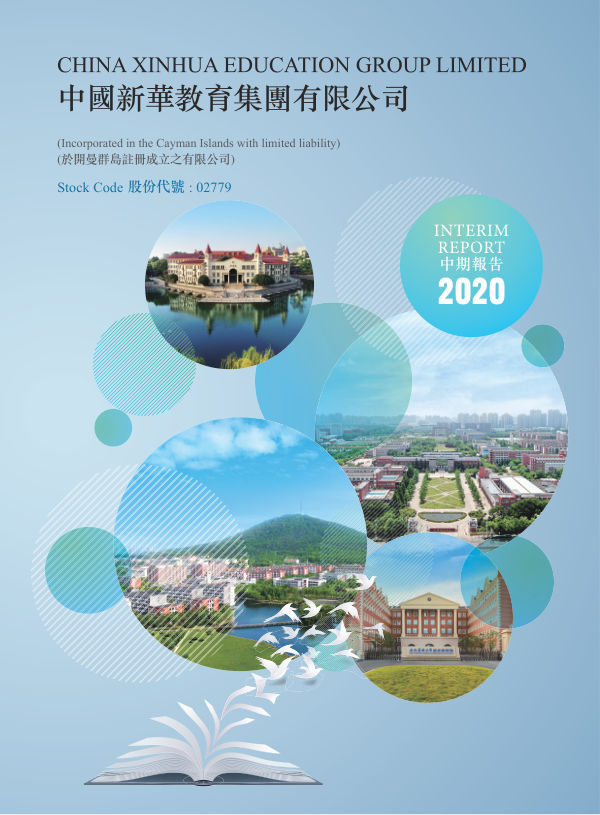 CHINA XINHUA EDUCATION GROUP LIMITED
中國新華教育集團有限公司
(Incorporated in the Cayman Islands with limited liability)
(於開曼群島註冊成立之有限公司)
Stock Code 股份代號 : 02779
INTERIM
REPORT
中期報告
2020